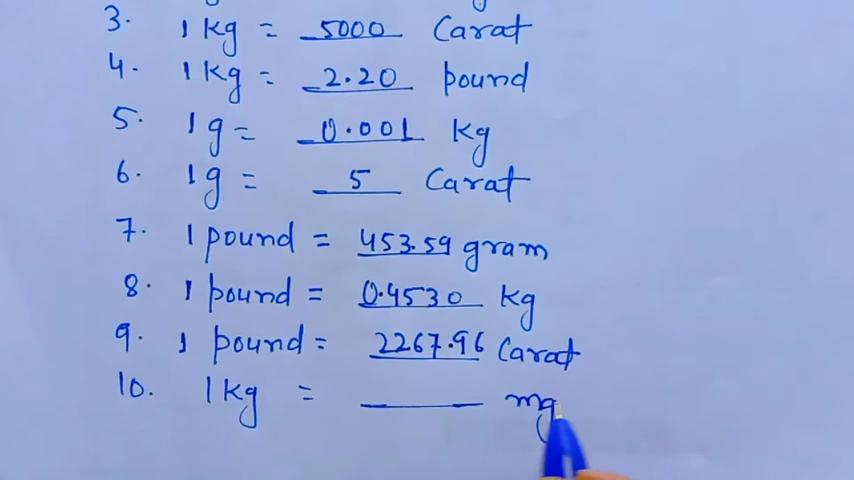 3. 1 Kg = 5000 Carat
4. 1 Kg = 2.20 pound
5. 1 g = 0.001 kg
6. 1 g = 5 Carat
7. 1 pound = 453.59 gram
8. 1 pound = 0.4530 kg
9. 1 pound = 2267.96 Carat
10. 1 Kg = ______ mg